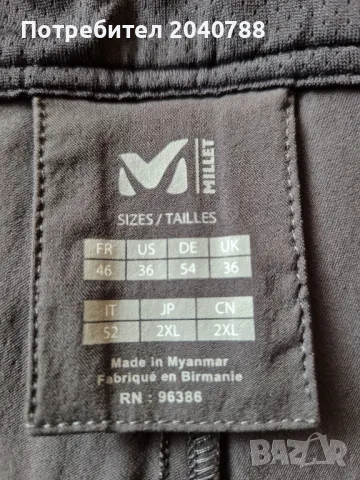 Потребител 2040788
MILLET
SIZES / TAILLES
FR US DE UK
46 36 54 36
IT JP CN
52 2XL 2XL
Made in Myanmar
Fabriqué en Birmanie
RN : 96386
BAZAR